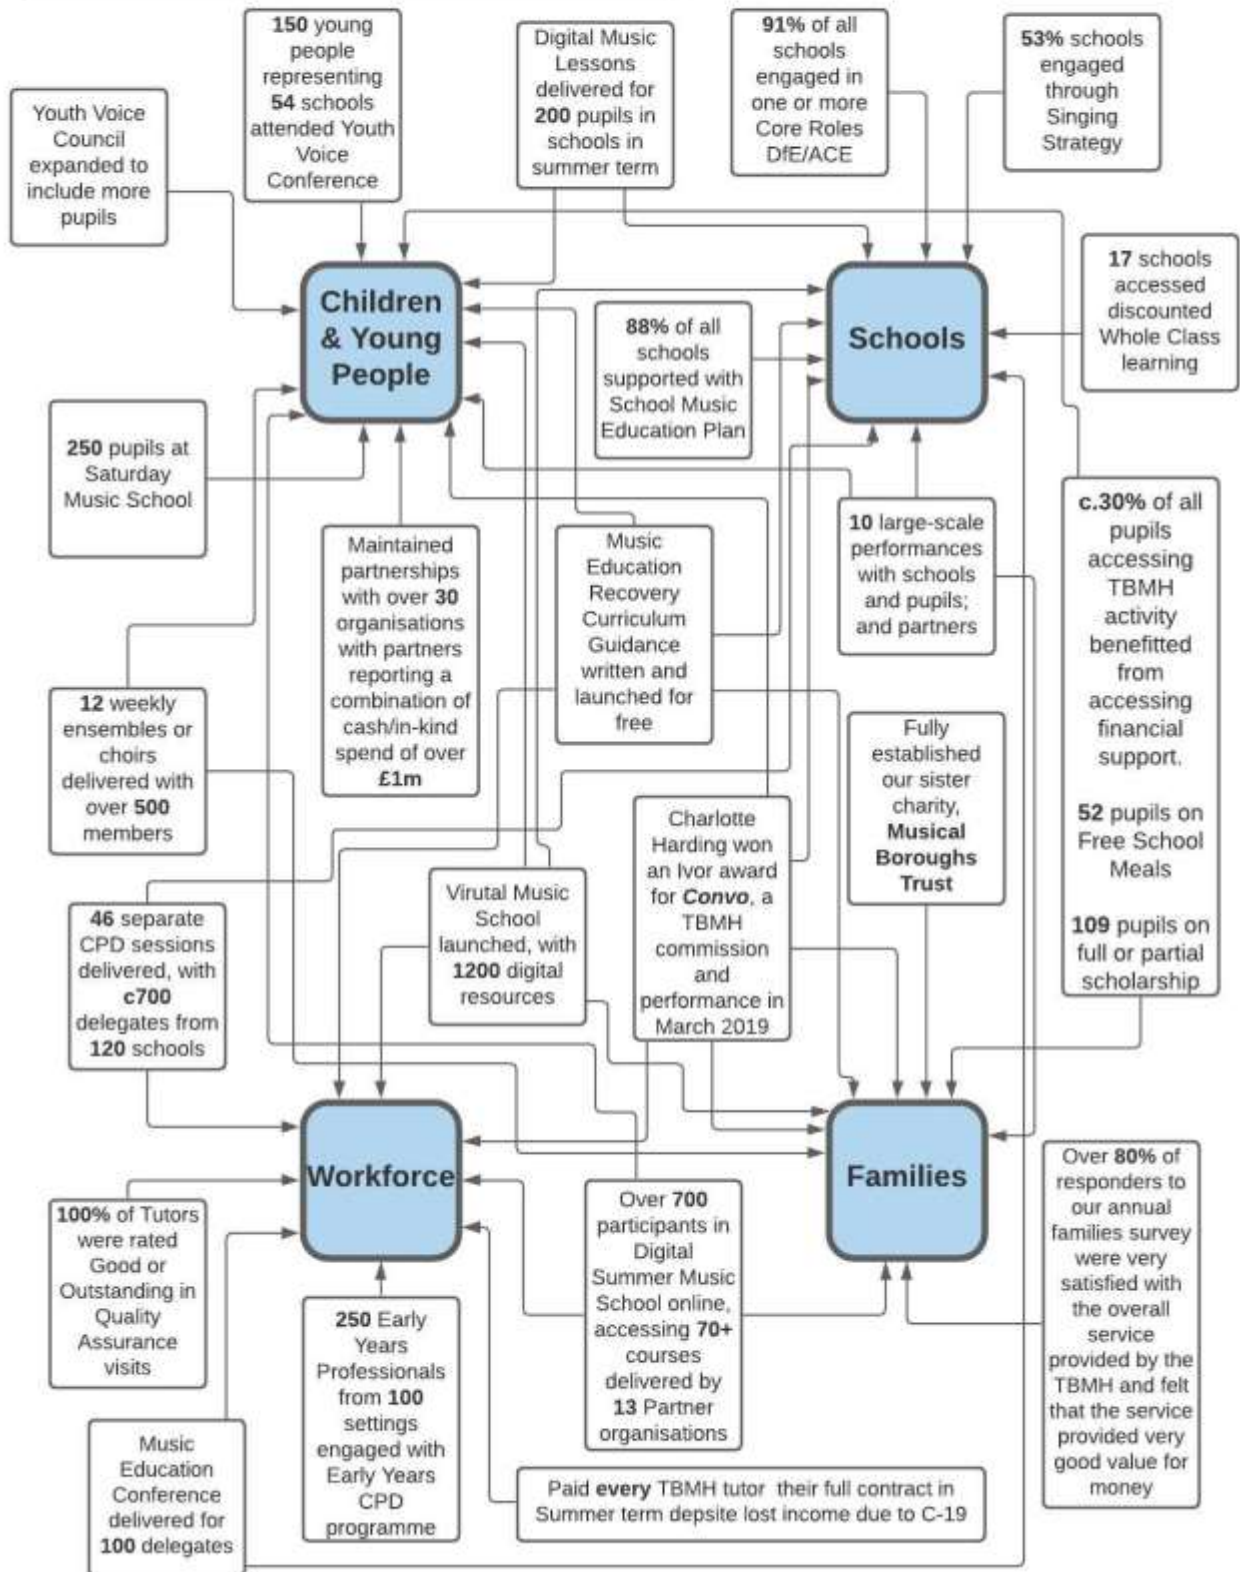 150 young
people
representing
54 schools
attended Youth
Voice
Conference
Digital Music
Lessons
delivered for
200 pupils in
schools in
summer term
91% of all
schools
engaged in
one or more
Core Roles
DfE/ACE
53% schools
engaged
through
Singing
Strategy
Youth Voice
Council
expanded to
include more
pupils
Children
& Young
People
88% of all
schools
supported with
School Music
Education Plan
Schools
17 schools
accessed
discounted
Whole Class
learning
250 pupils at
Saturday
Music School
Maintained
partnerships
with over 30
organisations
with partners
reporting a
combination of
cash/in-kind
spend of over
£1m
Music
Education
Recovery
Curriculum
Guidance
written and
launched for
free
10 large-scale
performances
with schools
and pupils;
and partners
c.30% of all
pupils
accessing
TBMH
activity
benefitted
from
accessing
financial
support.
52 pupils on
Free School
Meals
109 pupils on
full or partial
scholarship
12 weekly
ensembles or
choirs
delivered with
over 500
members
Fully
established
our sister
charity,
Musical
Boroughs
Trust
Charlotte
Harding won
an Ivor award
for Convo, a
TBMH
commission
and
performance in
March 2019
Virutal Music
School
launched, with
1200 digital
resources
46 separate
CPD sessions
delivered, with
c700
delegates from
120 schools
Workforce
Families
100% of Tutors
were rated
Good or
Outstanding in
Quality
Assurance
visits
250 Early
Years
Professionals
from 100
settings
engaged with
Early Years
CPD
programme
Over 700
participants in
Digital
Summer Music
School online,
accessing 70+
courses
delivered by
13 Partner
organisations
Over 80% of
responders to
our annual
families survey
were very
satisfied with
the overall
service
provided by the
TBMH and felt
that the service
provided very
good value for
money
Music
Education
Conference
delivered for
100 delegates
Paid every TBMH tutor their full contract in
Summer term depsite lost income due to C-19